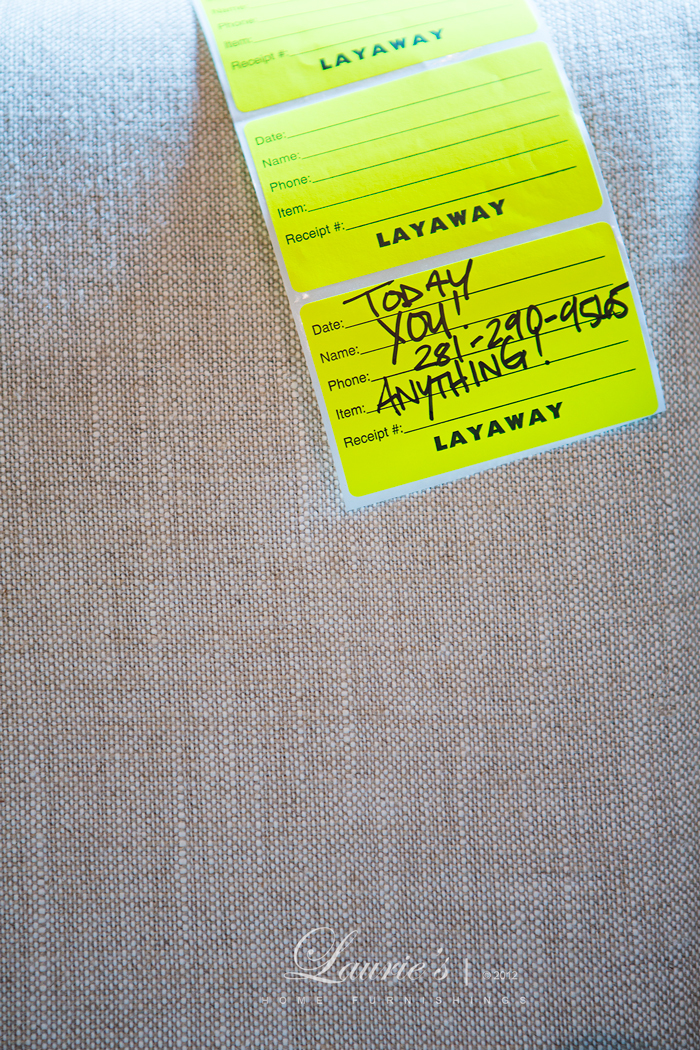 Name:
Phone:
Item:
Receipt #:
LAYAWAY
Date:
Name:
Phone:
Item:
Receipt #:
LAYAWAY
Date: TODAY
Name: YOU!
Phone: 281-290-9565
Item: ANYTHING!
Receipt #:
LAYAWAY
Laurie's | ©2012
HOME FURNISHINGS